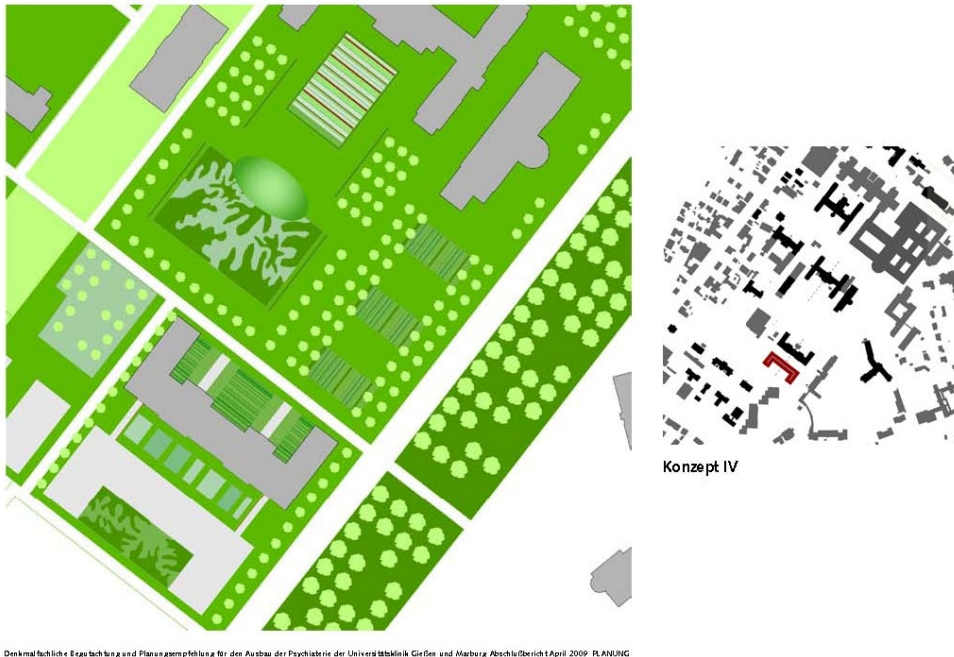 Konzept IV
Denkmalfachliche Begutachtung und Planungsempfehlung für den Ausbau der Psychiaterie der Universitätsklinik Gießen und Marburg Abschlußbericht April 2009 PLANUNG